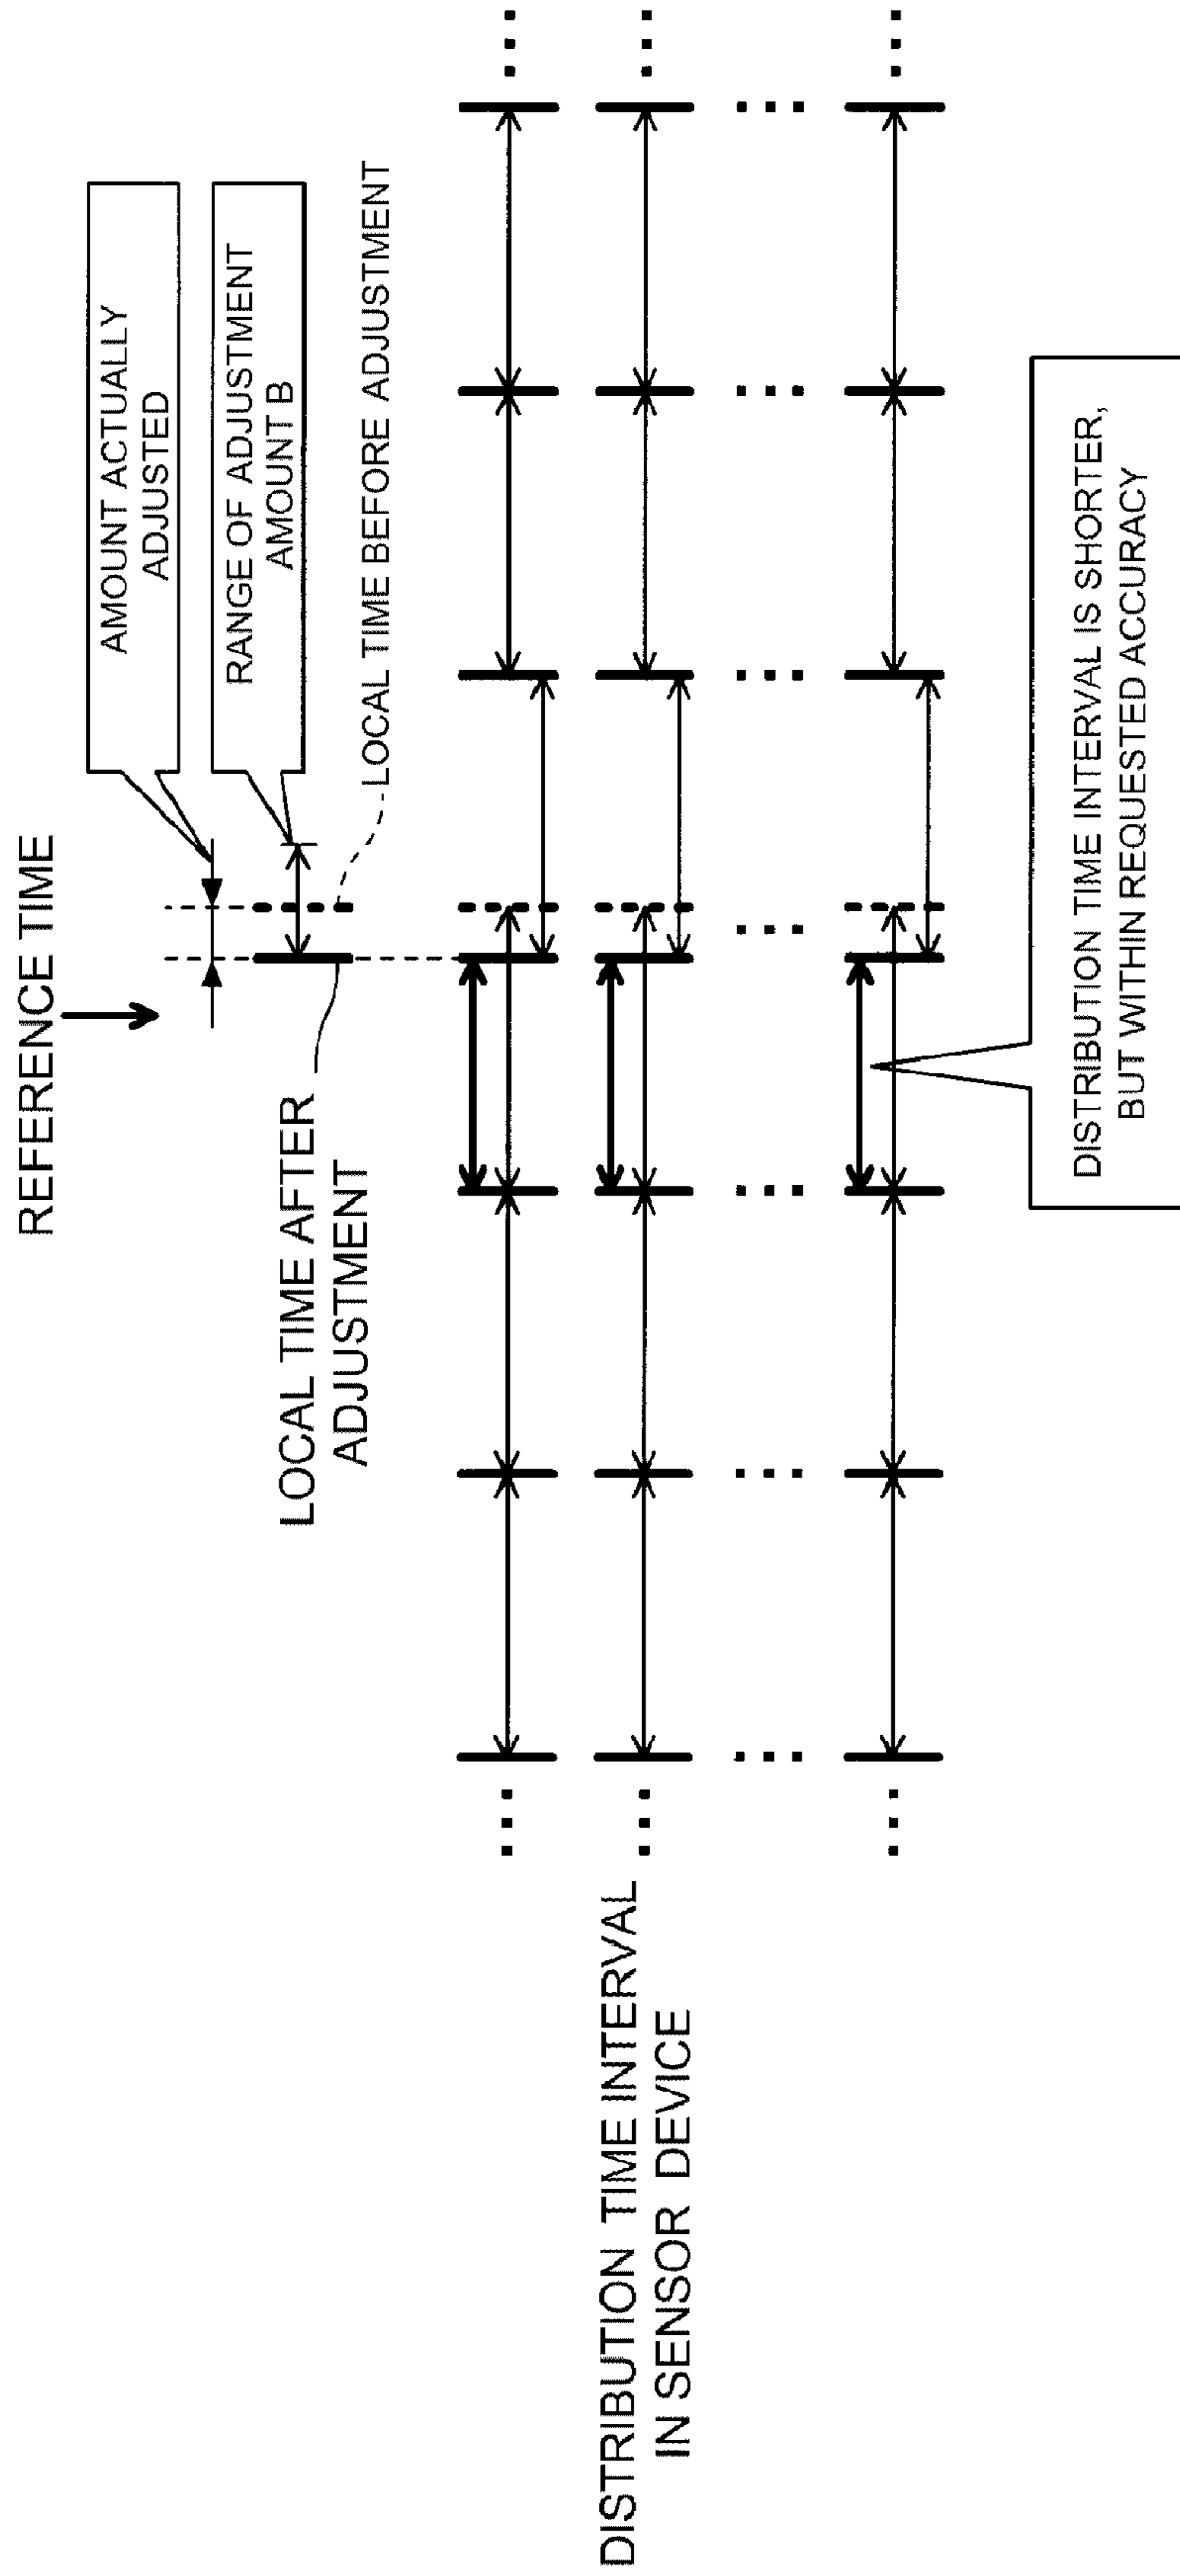 REFERENCE TIME
AMOUNT ACTUALLY
ADJUSTED
RANGE OF ADJUSTMENT
AMOUNT B
LOCAL TIME BEFORE ADJUSTMENT
LOCAL TIME AFTER
ADJUSTMENT
DISTRIBUTION TIME INTERVAL
IN SENSOR DEVICE
DISTRIBUTION TIME INTERVAL IS SHORTER,
BUT WITHIN REQUESTED ACCURACY